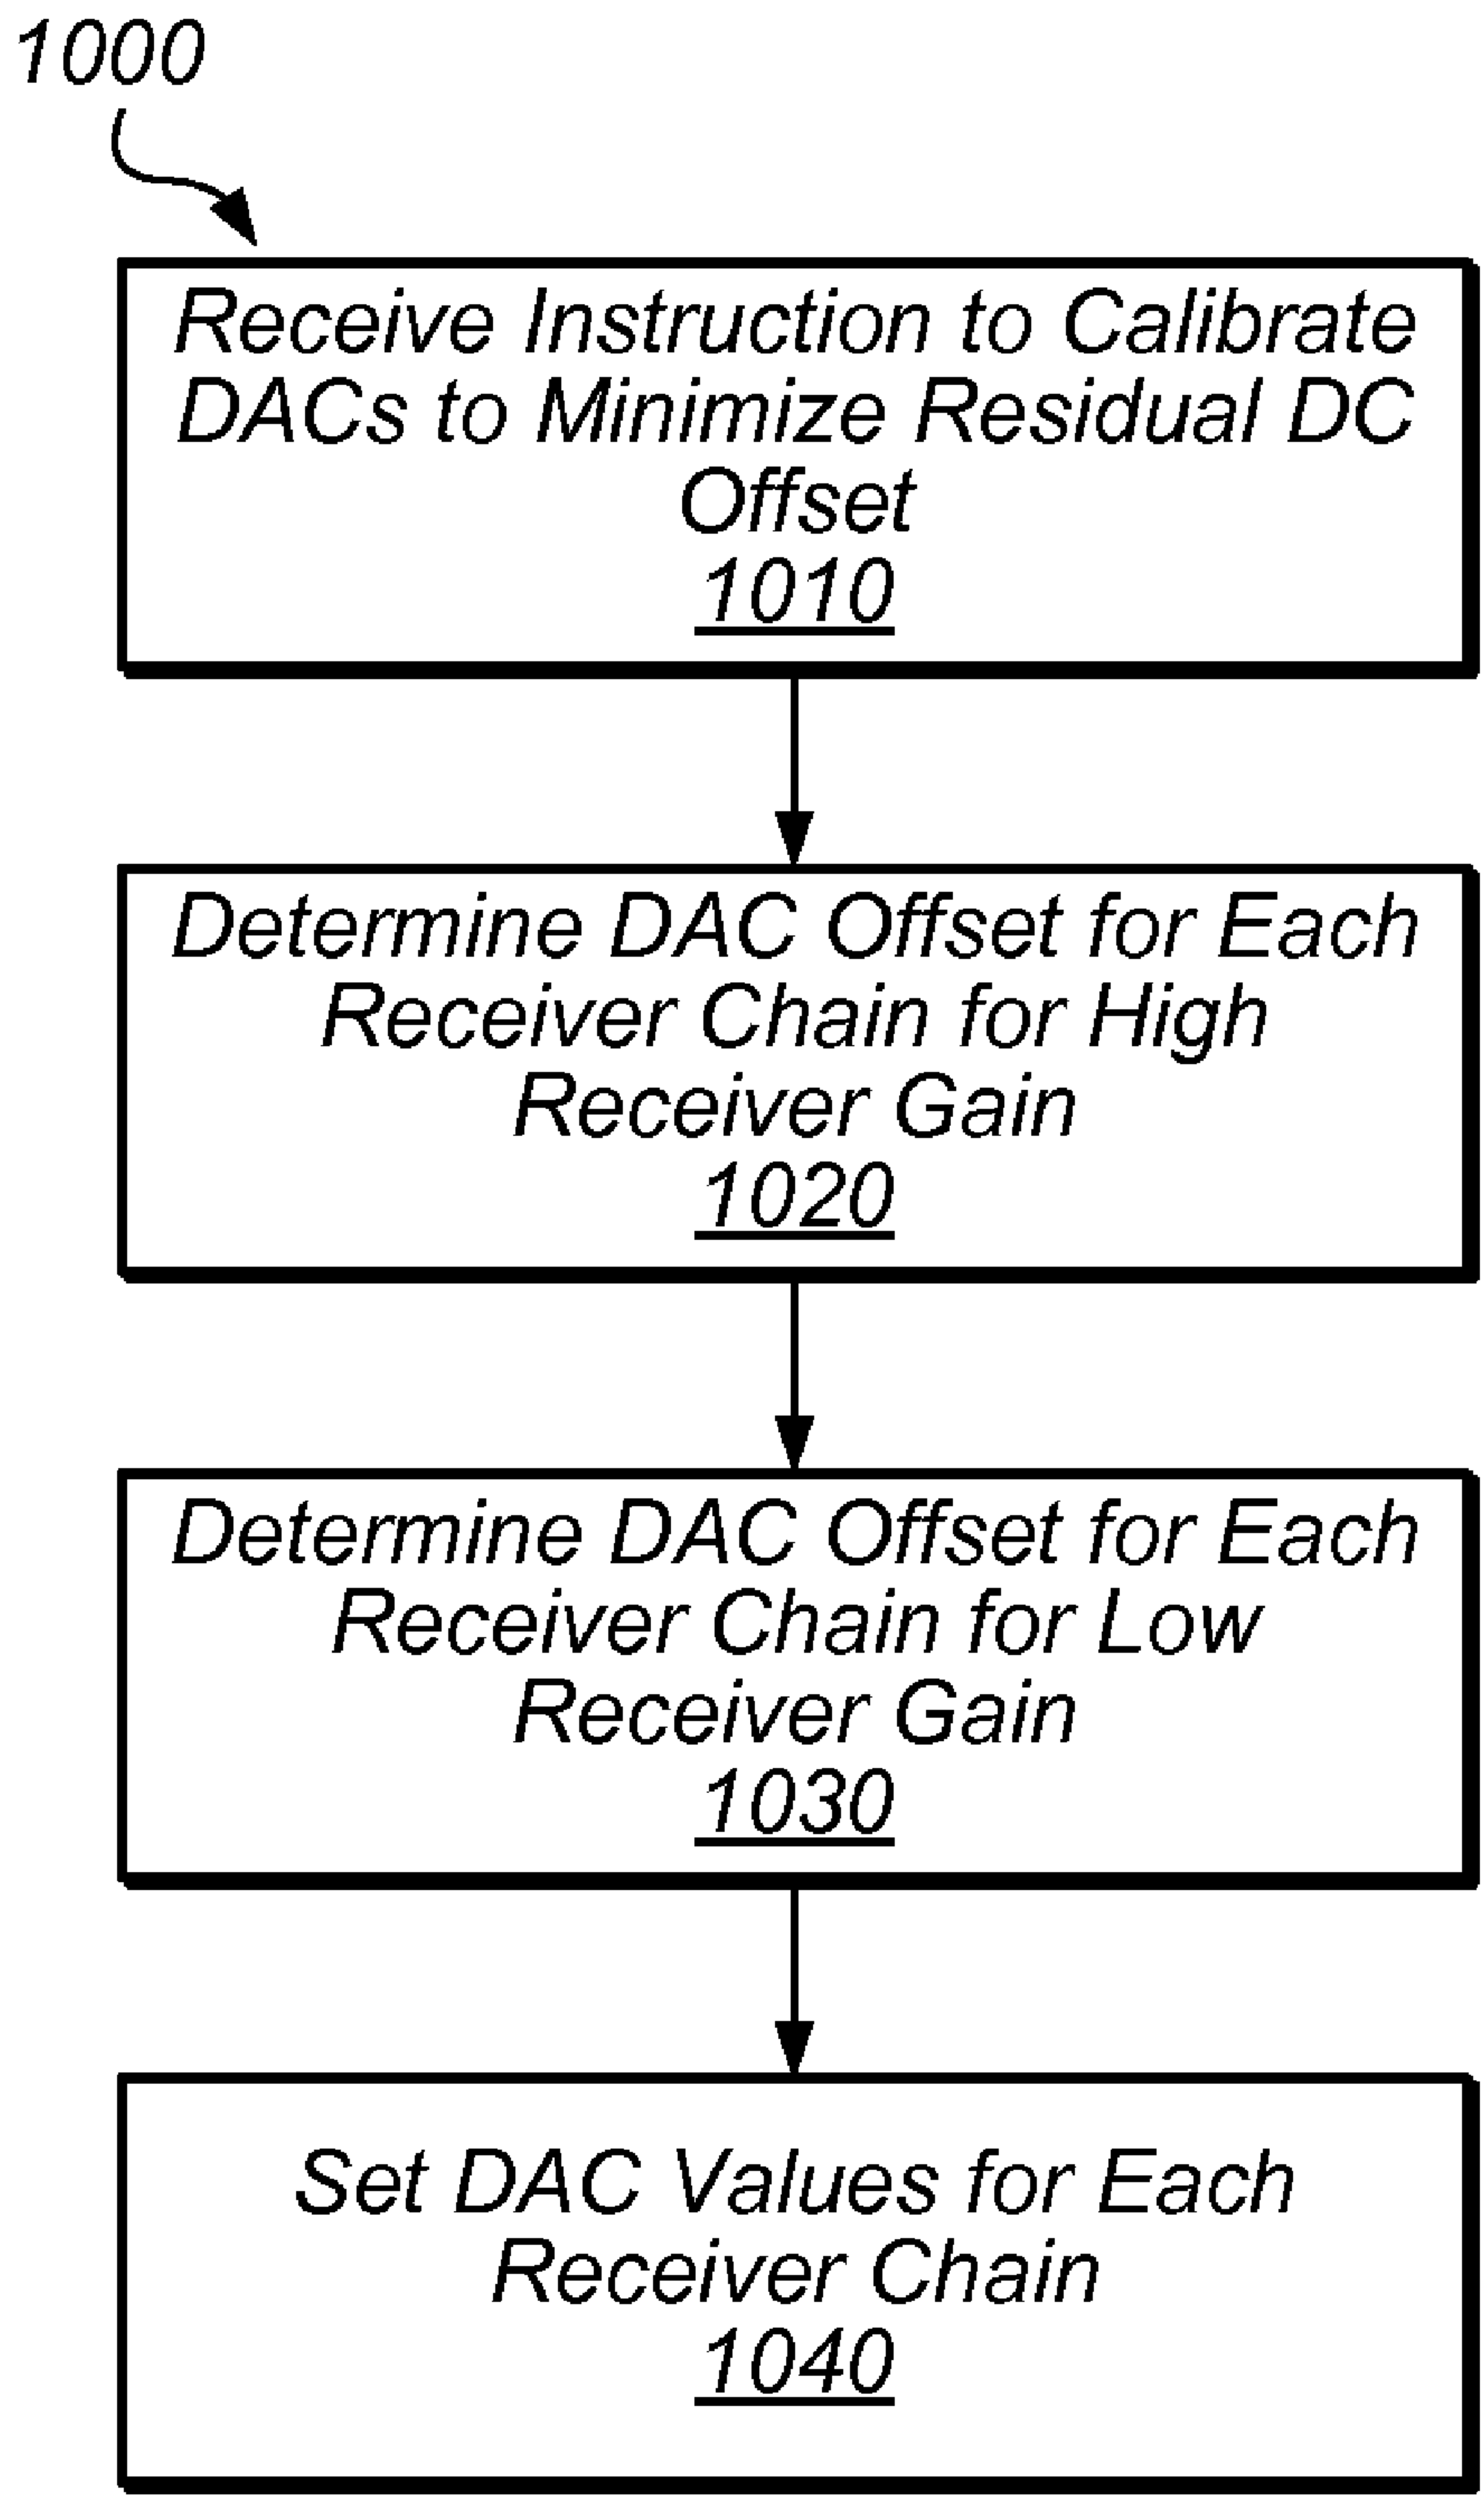 1000
Receive Instruction to Calibrate
DACs to Minimize Residual DC
Offset
1010
Determine DAC Offset for Each
Receiver Chain for High
Receiver Gain
1020
Determine DAC Offset for Each
Receiver Chain for Low
Receiver Gain
1030
Set DAC Values for Each
Receiver Chain
1040